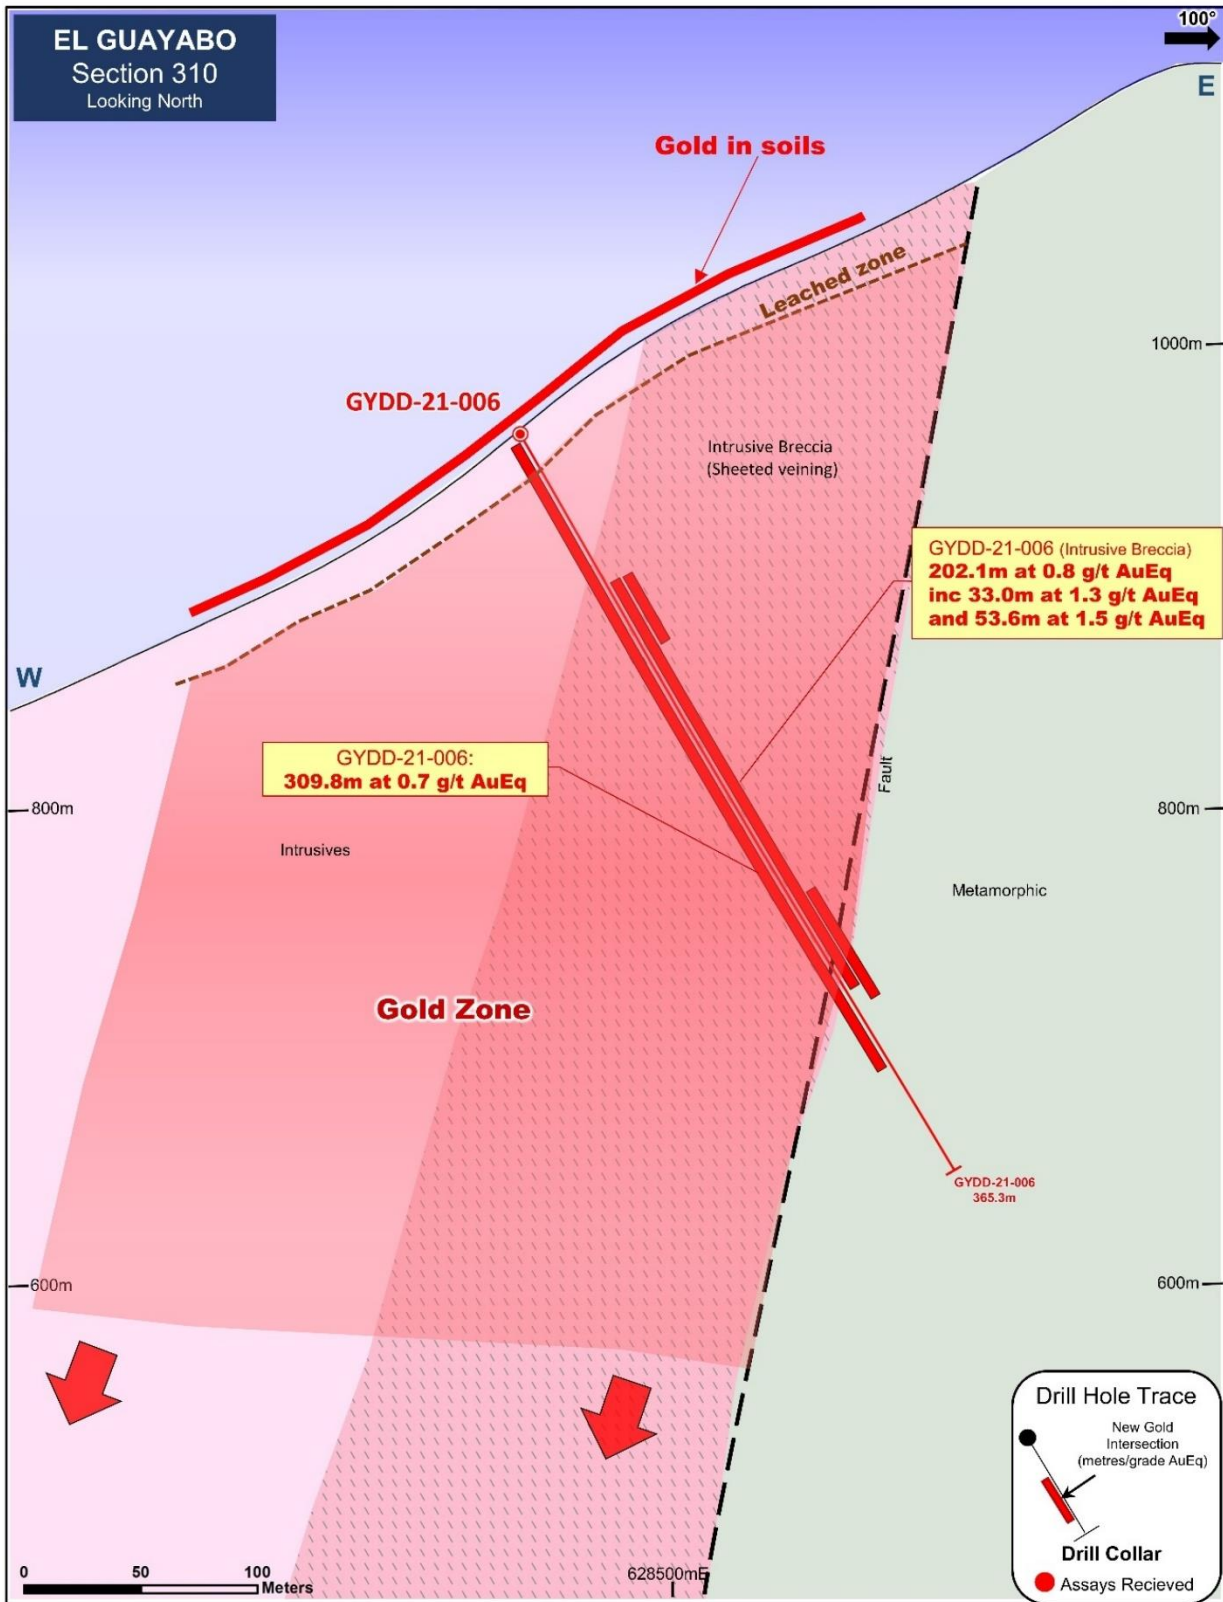 EL GUAYABO
Section 310
Looking North
100°
E
Gold in soils
Leached zone
1000m
GYDD-21-006
Intrusive Breccia
(Sheeted veining)
GYDD-21-006 (Intrusive Breccia)
202.1m at 0.8 g/t AuEq
inc 33.0m at 1.3 g/t AuEq
and 53.6m at 1.5 g/t AuEq
W
GYDD-21-006:
309.8m at 0.7 g/t AuEq
Fault
800m
800m
Intrusives
Metamorphic
Gold Zone
GYDD-21-006
365.3m
600m
600m
Drill Hole Trace
New Gold
Intersection
(metres/grade AuEq)
Drill Collar
Assays Recieved
0 50 100
Meters
628500mE